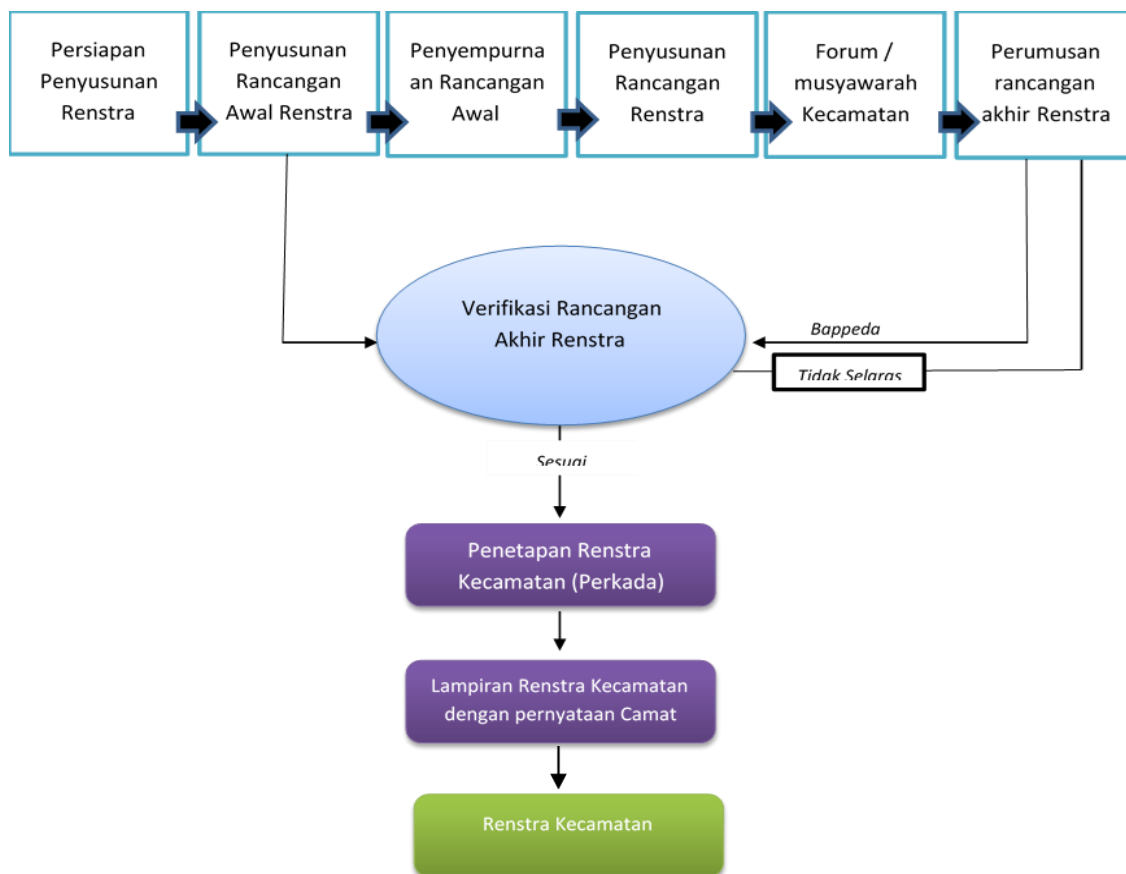 Persiapan
Penyusunan
Renstra
Penyusunan
Rancangan
Awal Renstra
Penyempurna
an Rancangan
Awal
Penyusunan
Rancangan
Renstra
Forum /
musyawarah
Kecamatan
Perumusan
rancangan
akhir Renstra
Verifikasi Rancangan
Akhir Renstra
Bappeda
Tidak Selaras
Sesuai
Penetapan Renstra
Kecamatan (Perkada)
Lampiran Renstra Kecamatan
dengan pernyataan Camat
Renstra Kecamatan